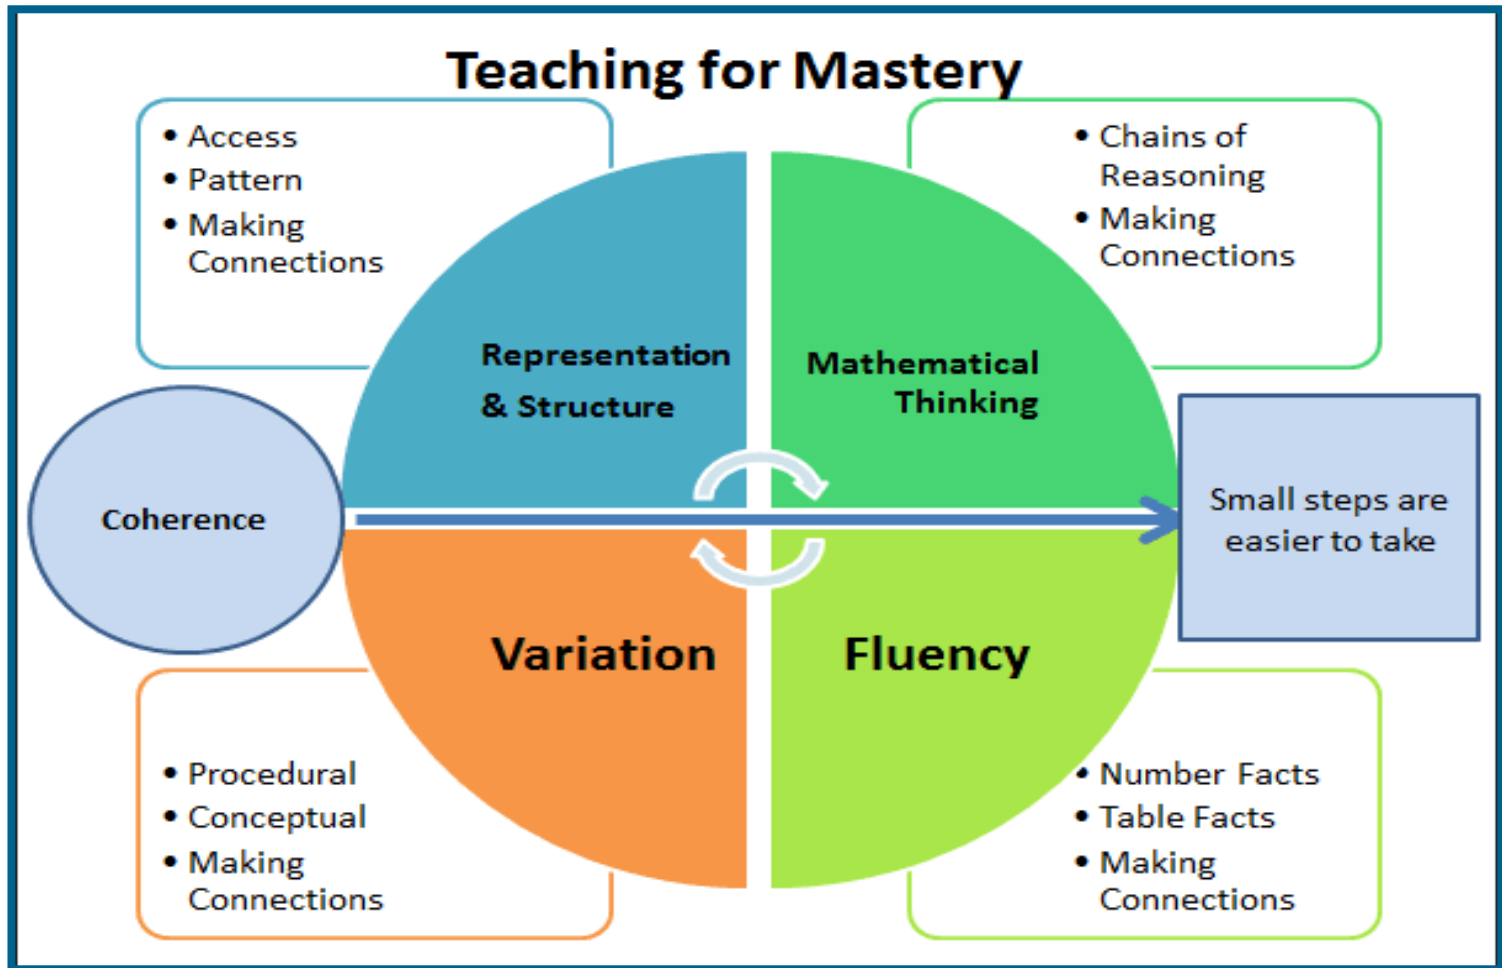 Teaching for Mastery
• Access
• Pattern
• Making
Connections
• Chains of
Reasoning
• Making
Connections
Representation
& Structure
Mathematical
Thinking
Coherence
Small steps are
easier to take
Variation
Fluency
• Procedural
• Conceptual
• Making
Connections
• Number Facts
• Table Facts
• Making
Connections